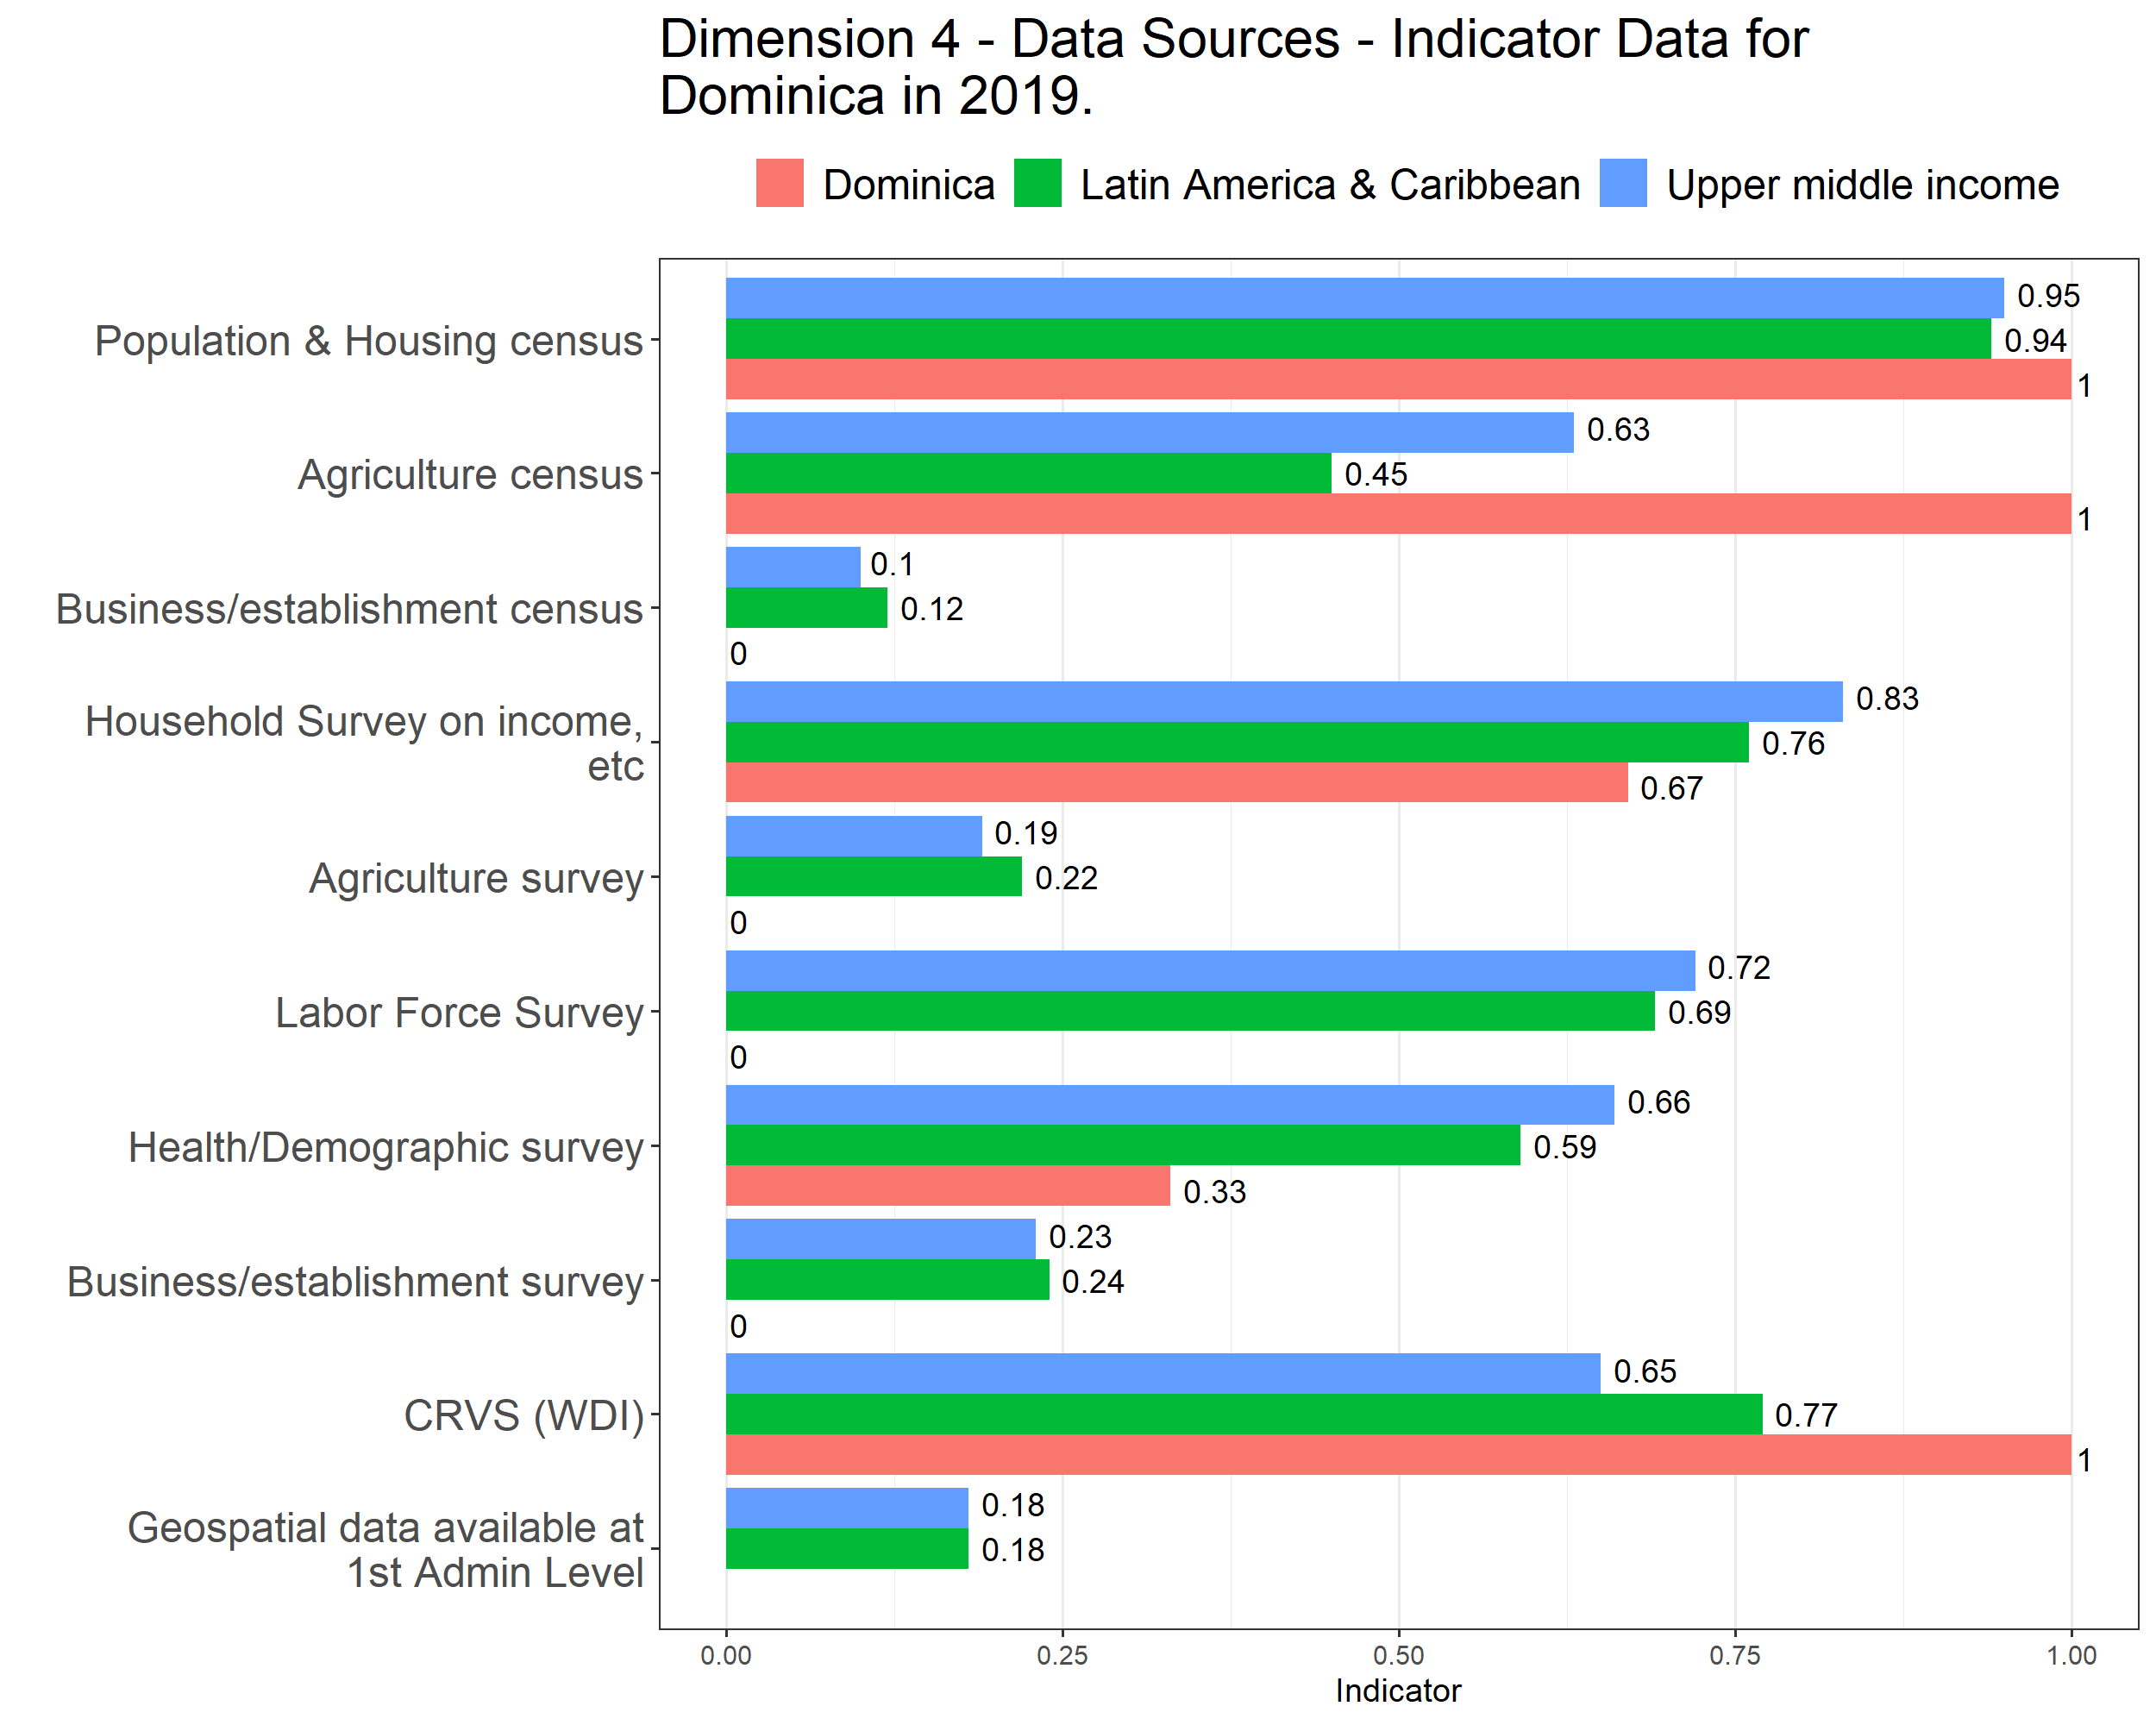 Dimension 4 - Data Sources - Indicator Data for
Dominica in 2019.
Dominica
Latin America & Caribbean
Upper middle income
Population & Housing census
0.95
0.94
1
Agriculture census
0.63
0.45
1
Business/establishment census
0.1
0.12
0
Household Survey on income,
etc
0.83
0.76
0.67
Agriculture survey
0.19
0.22
0
Labor Force Survey
0.72
0.69
0
Health/Demographic survey
0.66
0.59
0.33
Business/establishment survey
0.23
0.24
0
CRVS (WDI)
0.65
0.77
1
Geospatial data available at
1st Admin Level
0.18
0.18
0.00
0.25
0.50
0.75
1.00
Indicator